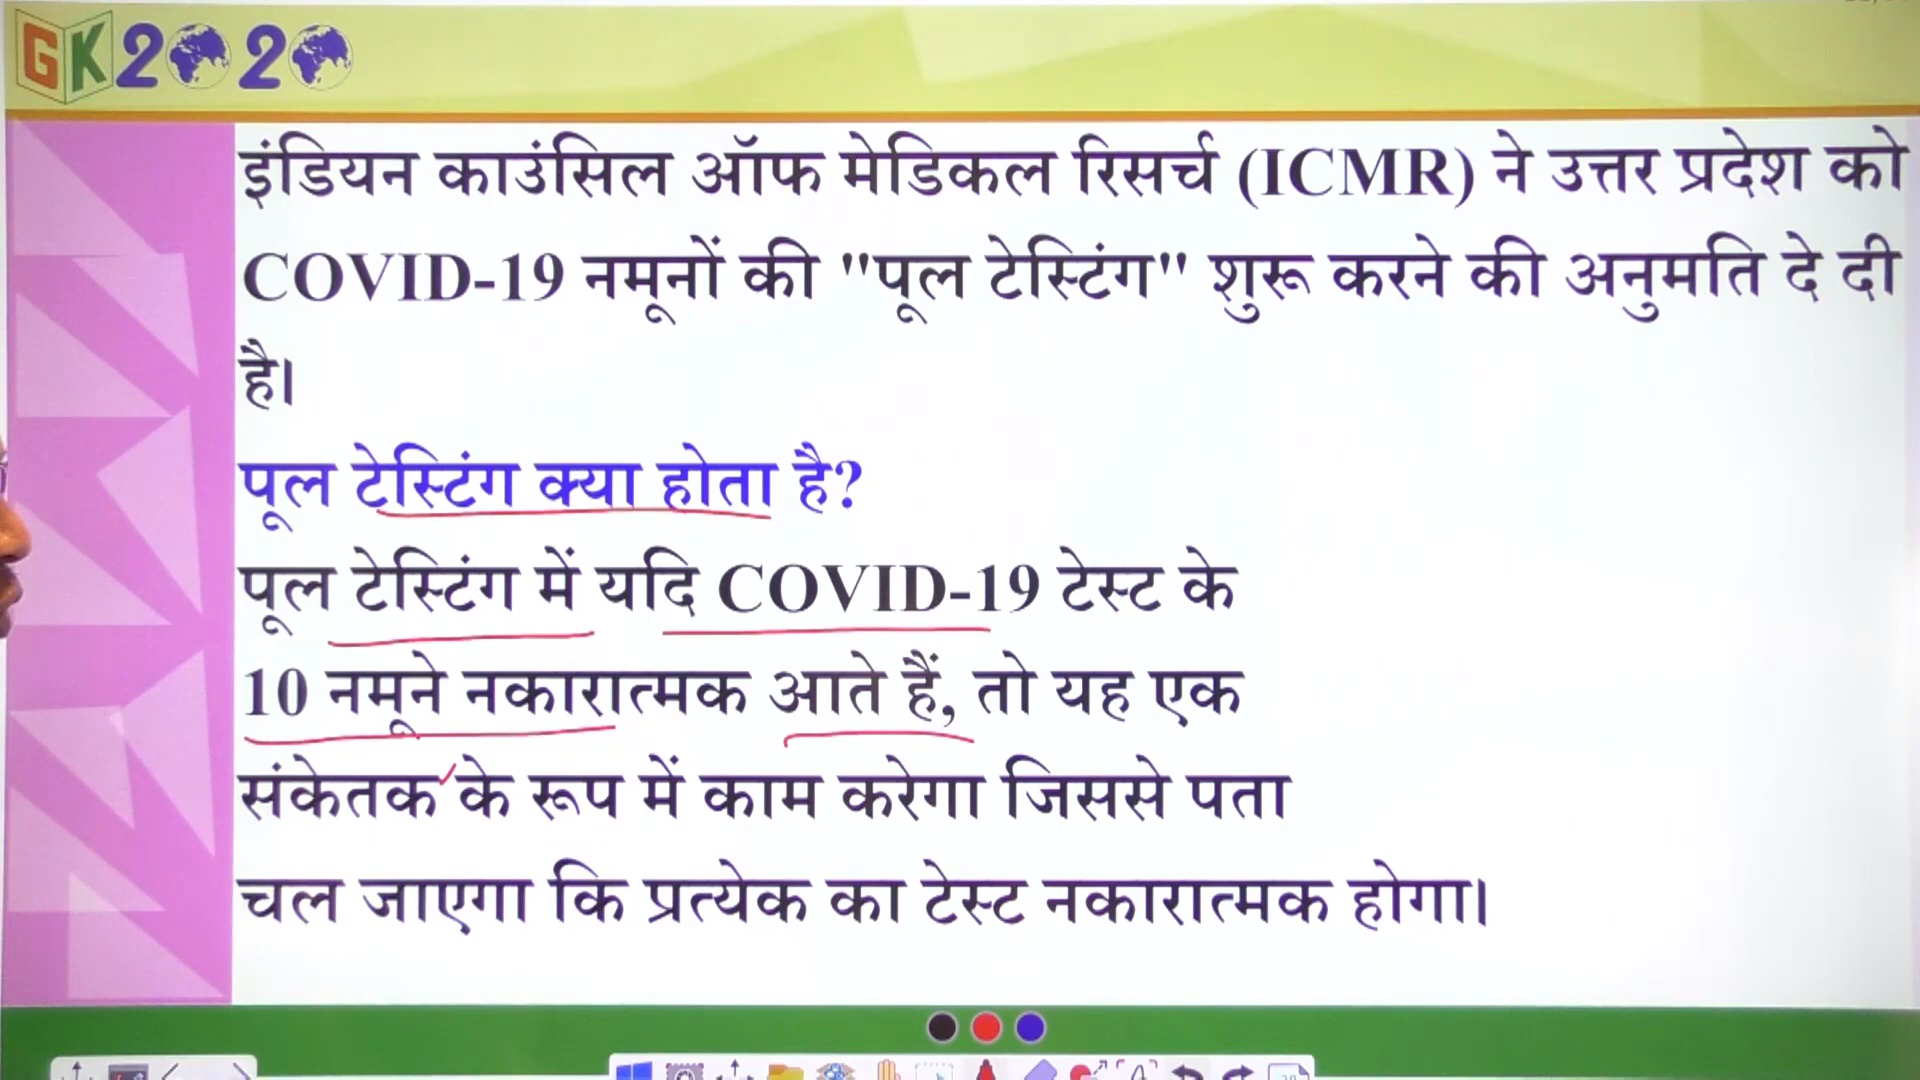 GK2020
इंडियन काउंसिल ऑफ मेडिकल रिसर्च (ICMR) ने उत्तर प्रदेश को
COVID-19 नमूनों की "पूल टेस्टिंग" शुरू करने की अनुमति दे दी
है।
पूल टेस्टिंग क्या होता है?
पूल टेस्टिंग में यदि COVID-19 टेस्ट के
10 नमूने नकारात्मक आते हैं, तो यह एक
संकेतक के रूप में काम करेगा जिससे पता
चल जाएगा कि प्रत्येक का टेस्ट नकारात्मक होगा।